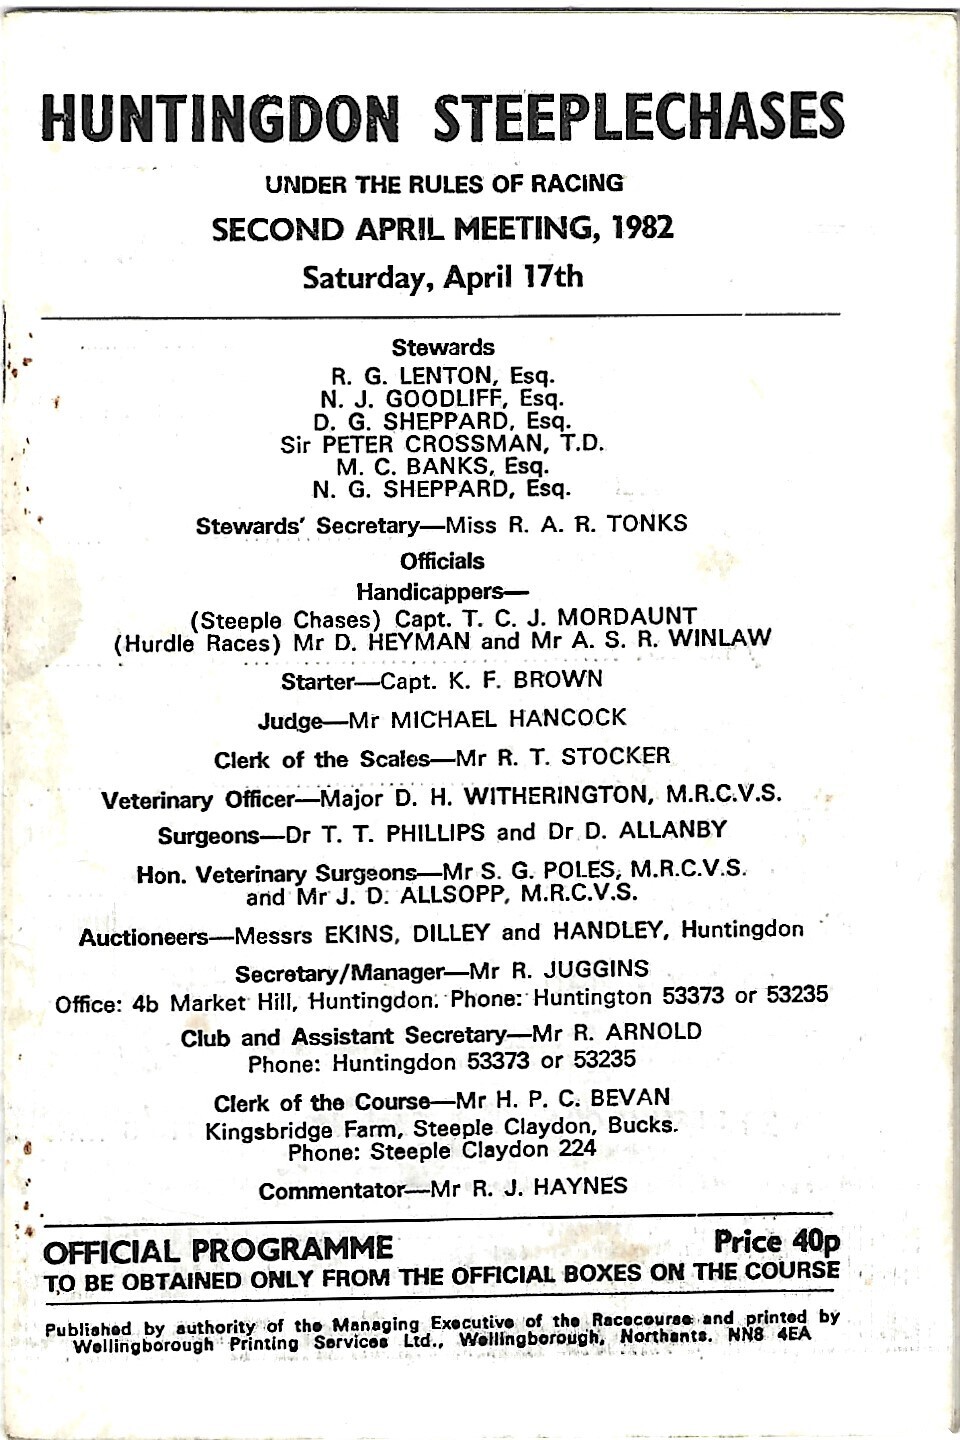 HUNTINGDON STEEPLECHASES
UNDER THE RULES OF RACING
SECOND APRIL MEETING, 1982
Saturday, April 17th
Stewards
R. G. LENTON, Esq.
N. J. GOODLIFF, Esq.
D. G. SHEPPARD, Esq.
Sir PETER CROSSMAN, T.D.
M. C. BANKS, Esq.
N. G. SHEPPARD, Esq.
Stewards' Secretary—Miss R. A. R. TONKS
Officials
Handicappers—
(Steeple Chases) Capt. T. C. J. MORDAUNT
(Hurdle Races) Mr D. HEYMAN and Mr A. S. R. WINLAW
Starter—Capt. K. F. BROWN
Judge—Mr MICHAEL HANCOCK
Clerk of the Scales—Mr R. T. STOCKER
Veterinary Officer—Major D. H. WITHERINGTON, M.R.C.V.S.
Surgeons—Dr T. T. PHILLIPS and Dr D. ALLANBY
Hon. Veterinary Surgeons—Mr S. G. POLES, M.R.C.V.S.
and Mr J. D. ALLSOPP, M.R.C.V.S.
Auctioneers—Messrs EKINS, DILLEY and HANDLEY, Huntingdon
Secretary/Manager—Mr R. JUGGINS
Office: 4b Market Hill, Huntingdon. Phone: Huntington 53373 or 53235
Club and Assistant Secretary—Mr R. ARNOLD
Phone: Huntingdon 53373 or 53235
Clerk of the Course—Mr H. P. C. BEVAN
Kingsbridge Farm, Steeple Claydon, Bucks.
Phone: Steeple Claydon 224
Commentator—Mr R. J. HAYNES
OFFICIAL PROGRAMME Price 40p
TO BE OBTAINED ONLY FROM THE OFFICIAL BOXES ON THE COURSE
Published by authority of the Managing Executive of the Racecourse and printed by
Wellingborough Printing Services Ltd., Wellingborough, Northants. NN8 4EA